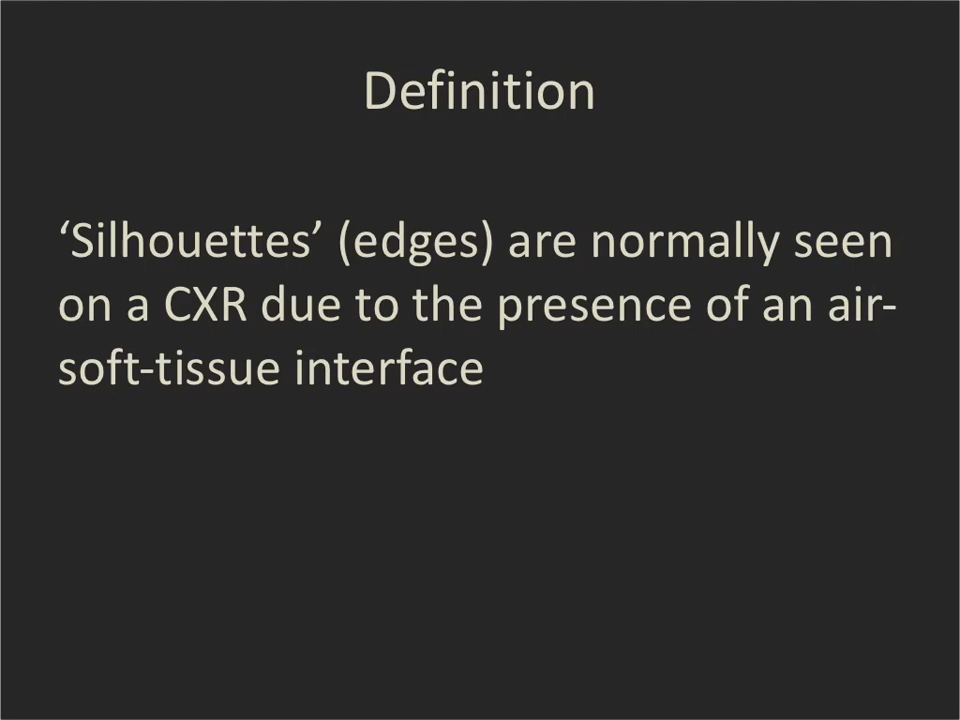 Definition
‘Silhouettes’ (edges) are normally seen
on a CXR due to the presence of an air-
soft-tissue interface